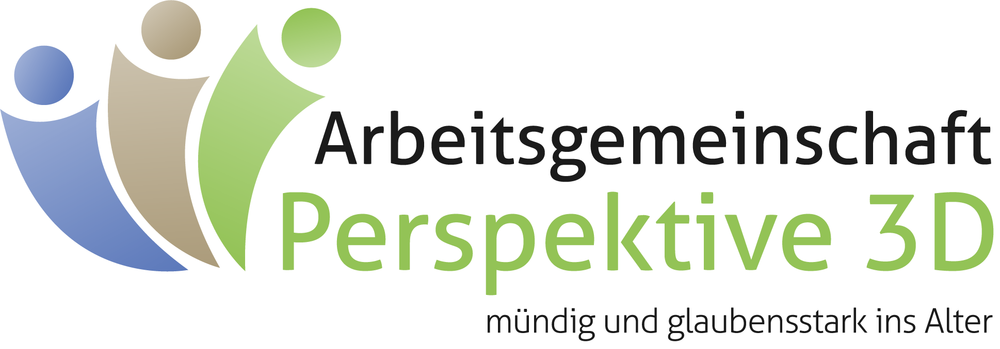 Arbeitsgemeinschaft
Perspektive 3D
mündig und glaubensstark ins Alter